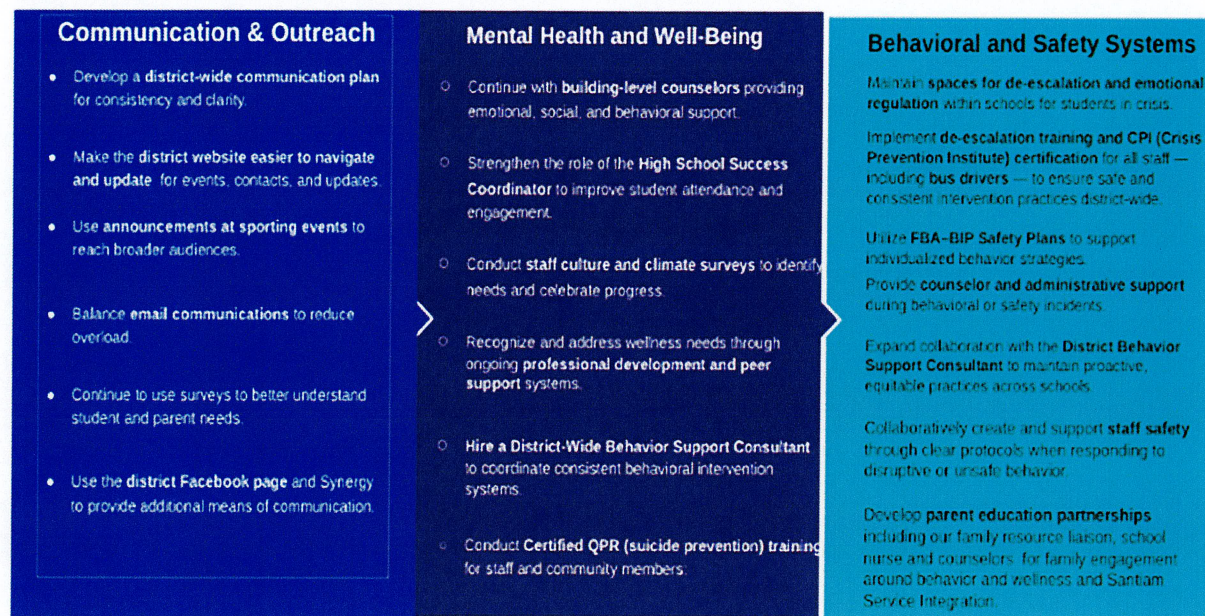 Communication & Outreach
● Develop a district-wide communication plan
for consistency and clarity.
● Make the district website easier to navigate
and update for events, contacts, and updates.
● Use announcements at sporting events to
reach broader audiences.
● Balance email communications to reduce
overload.
● Continue to use surveys to better understand
student and parent needs.
● Use the district Facebook page and Synergy
to provide additional means of communication.
Mental Health and Well-Being
○ Continue with building-level counselors providing
emotional, social, and behavioral support.
○ Strengthen the role of the High School Success
Coordinator to improve student attendance and
engagement.
○ Conduct staff culture and climate surveys to identify
needs and celebrate progress.
○ Recognize and address wellness needs through
ongoing professional development and peer
support systems.
○ Hire a District-Wide Behavior Support Consultant
to coordinate consistent behavioral intervention
systems.
○ Conduct Certified QPR (suicide prevention) training
for staff and community members.
Behavioral and Safety Systems
Maintain spaces for de-escalation and emotional
regulation within schools for students in crisis.
Implement de-escalation training and CPI (Crisis
Prevention Institute) certification for all staff —
including bus drivers — to ensure safe and
consistent intervention practices district-wide.
Utilize FBA–BIP Safety Plans to support
individualized behavior strategies.
Provide counselor and administrative support
during behavioral or safety incidents.
Expand collaboration with the District Behavior
Support Consultant to maintain proactive,
equitable practices across schools.
Collaboratively create and support staff safety
through clear protocols when responding to
disruptive or unsafe behavior.
Develop parent education partnerships
including our family resource liaison, school
nurse and counselors for family engagement
around behavior and wellness and Santiam
Service Integration.